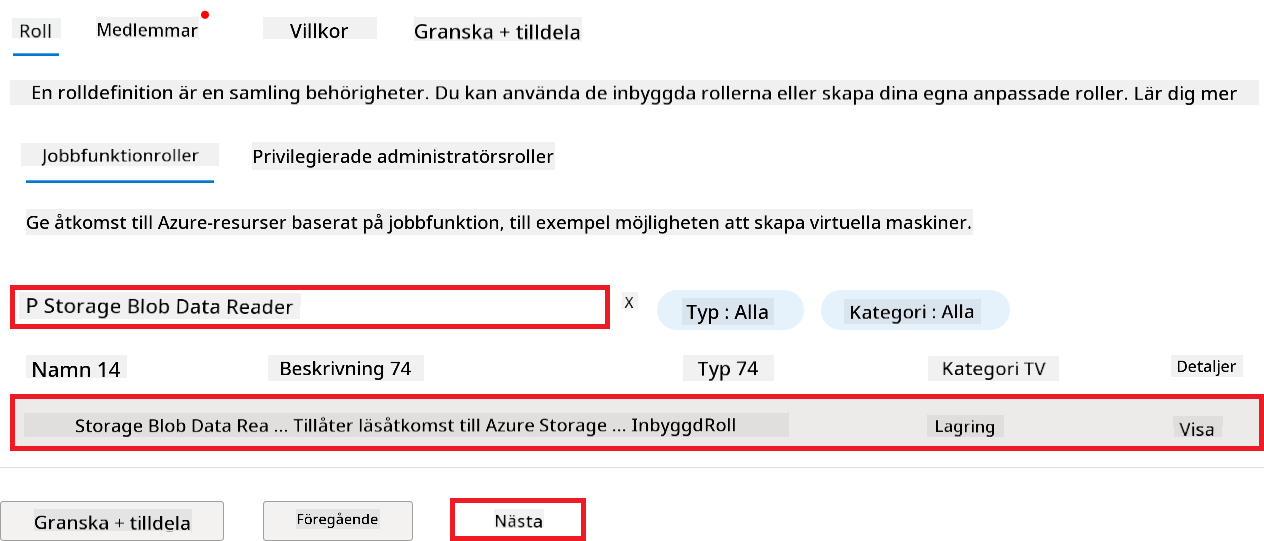 Roll Medlemmar Villkor Granska + tilldela
En rolldefinition är en samling behörigheter. Du kan använda de inbyggda rollerna eller skapa dina egna anpassade roller. Lär dig mer
Jobbfunktionroller Privilegierade administratörsroller
Ge åtkomst till Azure-resurser baserat på jobbfunktion, till exempel möjligheten att skapa virtuella maskiner.
P Storage Blob Data Reader X Typ : Alla Kategori : Alla
Namn 14 Beskrivning 74 Typ 74 Kategori TV Detaljer
Storage Blob Data Rea ... Tillåter läsåtkomst till Azure Storage ... InbyggdRoll Lagring Visa
Granska + tilldela Föregående Nästa